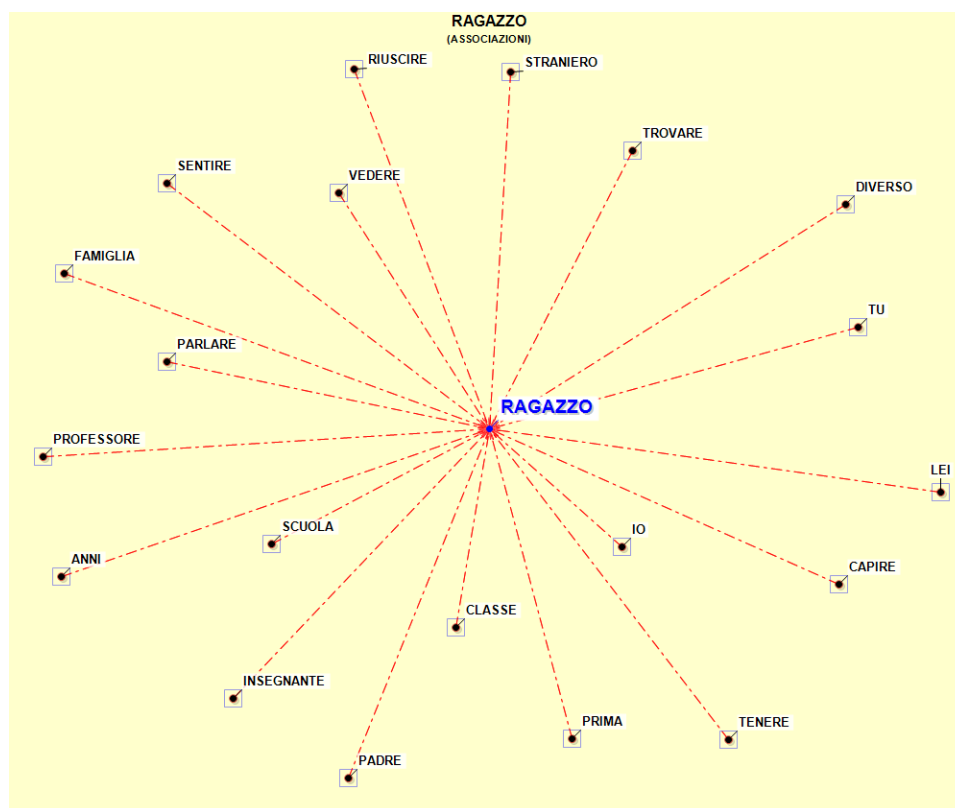 RAGAZZO
(ASSOCIAZIONI)
RIUSCIRE
STRANIERO
TROVARE
SENTIRE
VEDERE
DIVERSO
FAMIGLIA
TU
PARLARE
RAGAZZO
PROFESSORE
LEI
SCUOLA
IO
ANNI
CAPIRE
CLASSE
INSEGNANTE
PRIMA
TENERE
PADRE